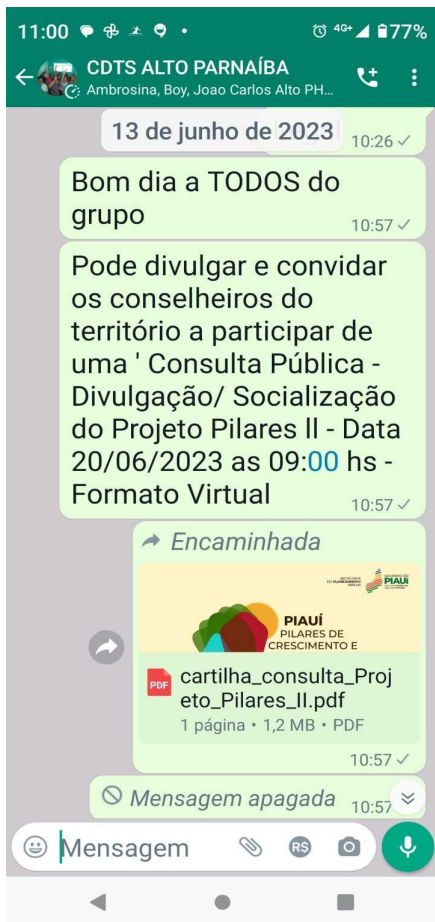 11:00 4G+ 77%
CDTS ALTO PARNAÍBA
Ambrosina, Boy, Joao Carlos Alto PH...
13 de junho de 2023 10:26
Bom dia a TODOS do
grupo 10:57
Pode divulgar e convidar
os conselheiros do
território a participar de
uma ' Consulta Pública -
Divulgação/ Socialização
do Projeto Pilares ll - Data
20/06/2023 as 09:00 hs -
Formato Virtual 10:57
Encaminhada
PIAUÍ
PIAUÍ
PILARES DE
CRESCIMENTO E
PDF cartilha_consulta_Proj
eto_Pilares_II.pdf
1 página • 1,2 MB • PDF
10:57
Mensagem apagada 10:57
Mensagem R$